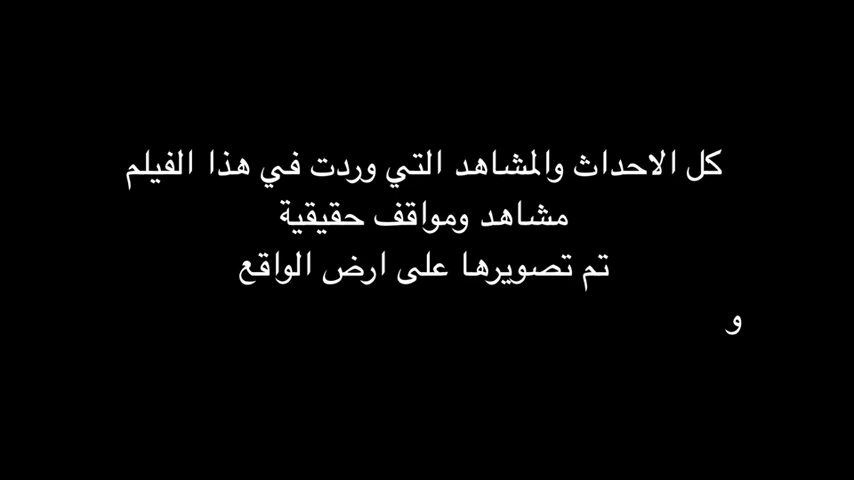 كل الاحداث والمشاهد التي وردت في هذا الفيلم
مشاهد ومواقف حقيقية
تم تصويرها على ارض الواقع
و